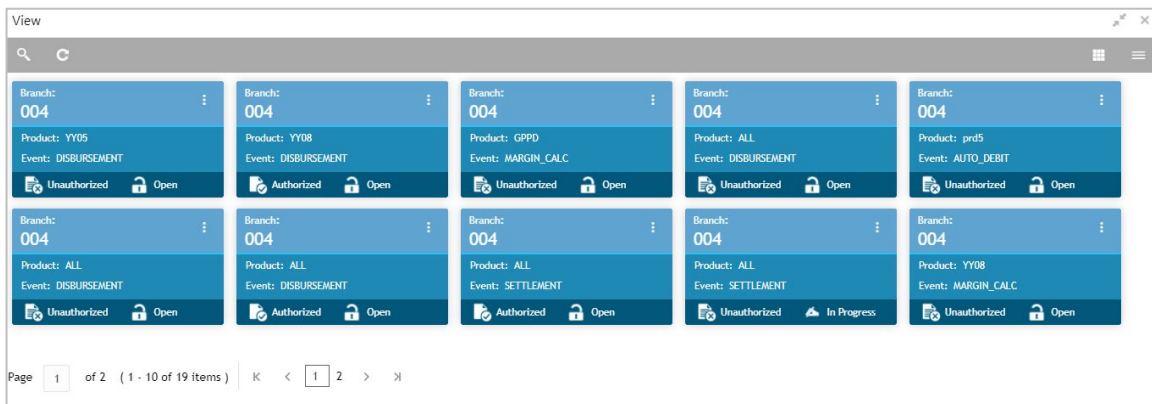 View
Branch:
004
Product: YY05
Event: DISBURSEMENT
Unauthorized Open
Branch:
004
Product: YY08
Event: DISBURSEMENT
Authorized Open
Branch:
004
Product: GPPD
Event: MARGIN_CALC
Unauthorized Open
Branch:
004
Product: ALL
Event: DISBURSEMENT
Unauthorized Open
Branch:
004
Product: prd5
Event: AUTO_DEBIT
Unauthorized Open
Branch:
004
Product: ALL
Event: DISBURSEMENT
Unauthorized Open
Branch:
004
Product: ALL
Event: DISBURSEMENT
Authorized Open
Branch:
004
Product: ALL
Event: SETTLEMENT
Authorized Open
Branch:
004
Product: ALL
Event: SETTLEMENT
Unauthorized In Progress
Branch:
004
Product: YY08
Event: MARGIN_CALC
Unauthorized Open
Page 1 of 2 ( 1 - 10 of 19 items ) 1 2